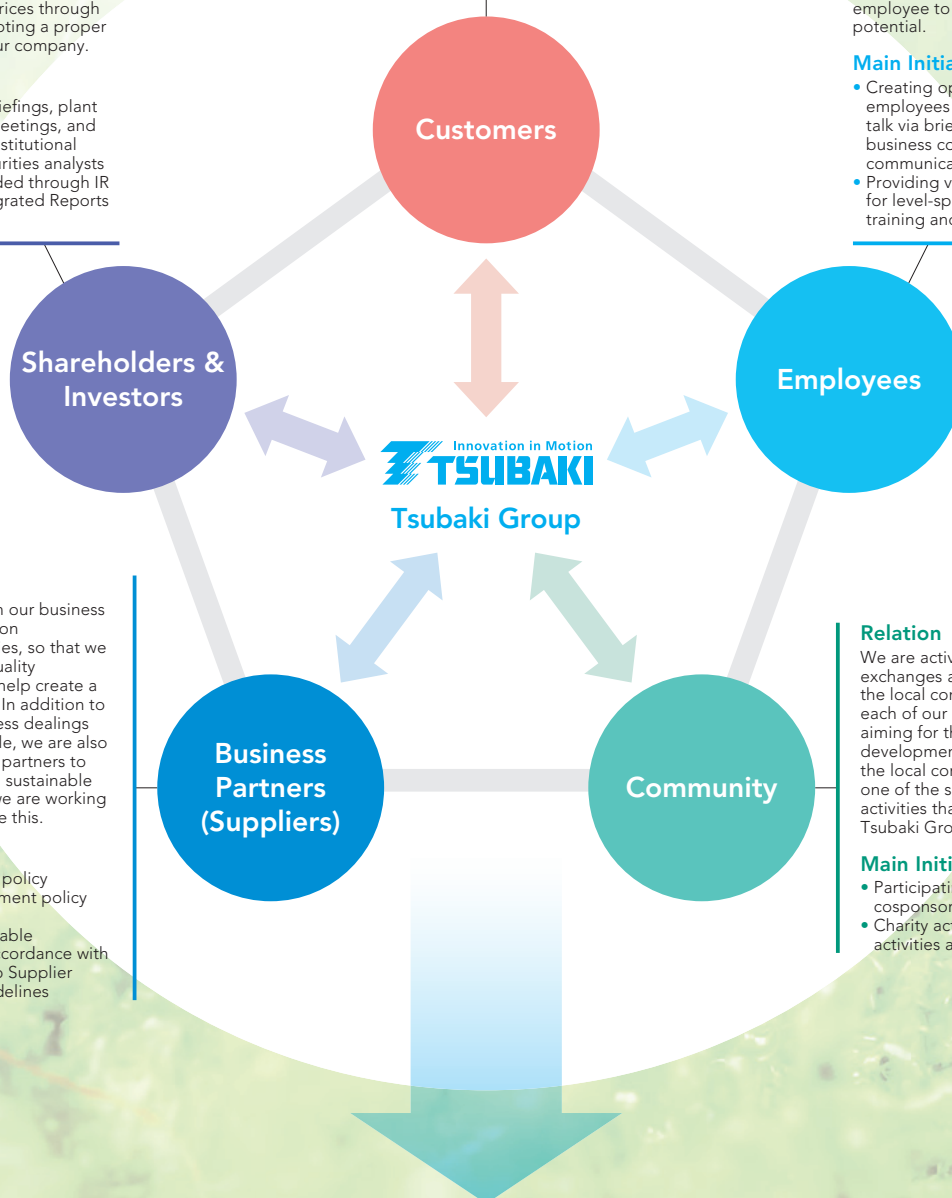 rices through
oting a proper
ur company.
iefings, plant
eetings, and
stitutional
urities analysts
ded through IR
grated Reports
Customers
employee to
potential.
Main Initia
• Creating op
employees
talk via brie
business co
communica
• Providing v
for level-sp
training and
Shareholders &
Investors
Employees
Innovation in Motion
TSUBAKI
Tsubaki Group
n our business
on
es, so that we
uality
help create a
In addition to
ess dealings
le, we are also
partners to
sustainable
we are working
e this.
policy
ment policy
able
ccordance with
o Supplier
delines
Business
Partners
(Suppliers)
Community
Relation
We are activ
exchanges a
the local con
each of our
aiming for th
developmen
the local con
one of the s
activities tha
Tsubaki Gro
Main Initi
• Participati
cosponsor
• Charity act
activities a